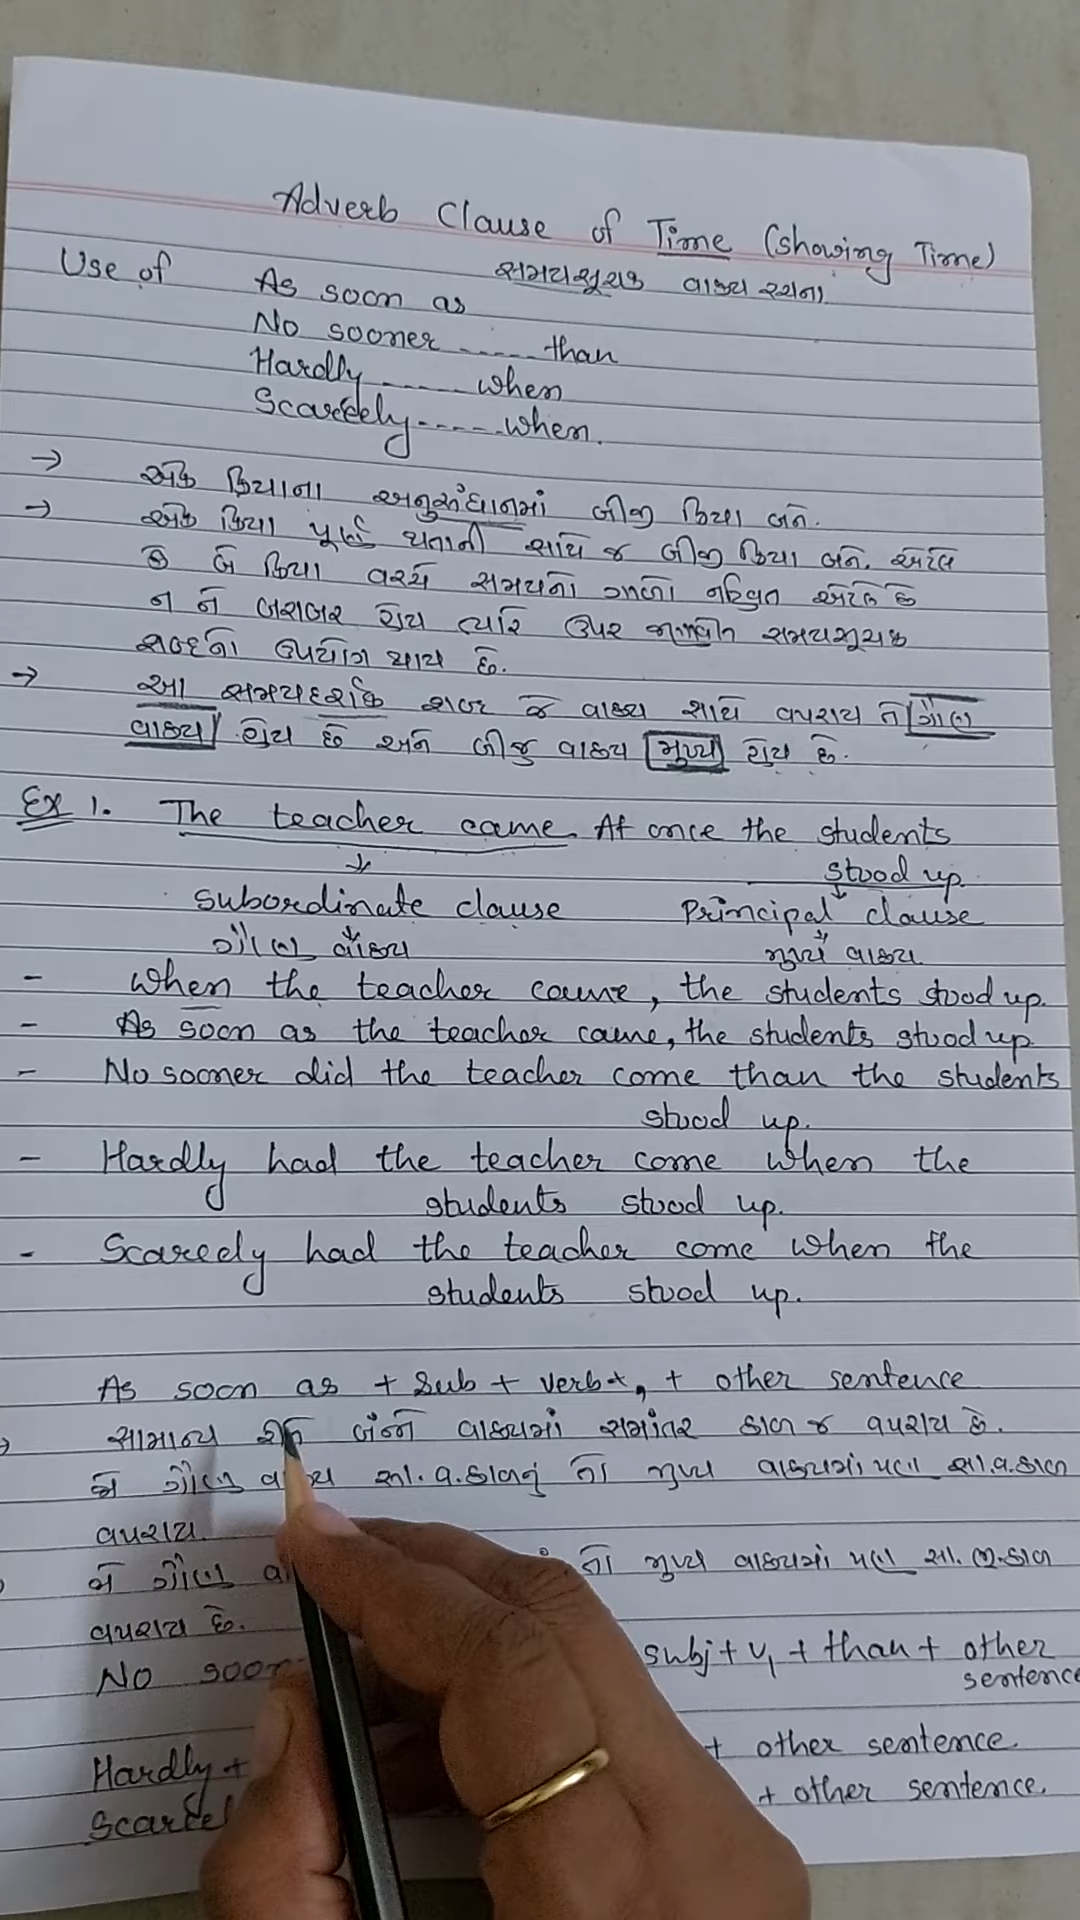 Adverb Clause of Time (showing Time)
સમયસૂચક વાક્ય રચના
Use of As soon as
No sooner ..... than
Hardly ..... when
Scarcely ..... when.
→ એક ક્રિયાના અનુસંધાનમાં બીજી ક્રિયા બને.
→ એક ક્રિયા પૂર્ણ થતાની સાથે જ બીજી ક્રિયા બને. એટલે
કે બે ક્રિયા વચ્ચે સમયનો ગાળો નહિવત એટલે કે
ન ને બરાબર હોય ત્યારે ઉપર મુજબ સમયસૂચક
શબ્દનો ઉપયોગ થાય છે.
→ આ સમયદર્શક શબ્દ જે વાક્ય સાથે વપરાય તે ગૌણ
વાક્ય હોય છે અને બીજુ વાક્ય મુખ્ય હોય છે.
Ex 1. The teacher came. At once the students
stood up.
subordinate clause principal clause
ગૌણ વાક્ય મુખ્ય વાક્ય
- When the teacher came, the students stood up.
- As soon as the teacher came, the students stood up
- No sooner did the teacher come than the students
stood up.
- Hardly had the teacher come when the
students stood up.
- Scarecly had the teacher come when the
students stood up.
As soon as + Sub + verb+, + other sentence
સામાન્ય બંને વાક્યમાં સમાંતર કાળ જ વપરાય છે.
જો ગૌણ સા. વ.કાળનું તો મુખ્ય વાક્યમાં પણ સા.વ.કાળ
વપરાય.
જો ગૌણ તો મુખ્ય વાક્યમાં પણ સા. ભૂ.કાળ
વપરાય છે.
No subj + V1 + than + other
sentence
Hardly + + other sentence.
+ other sentence.